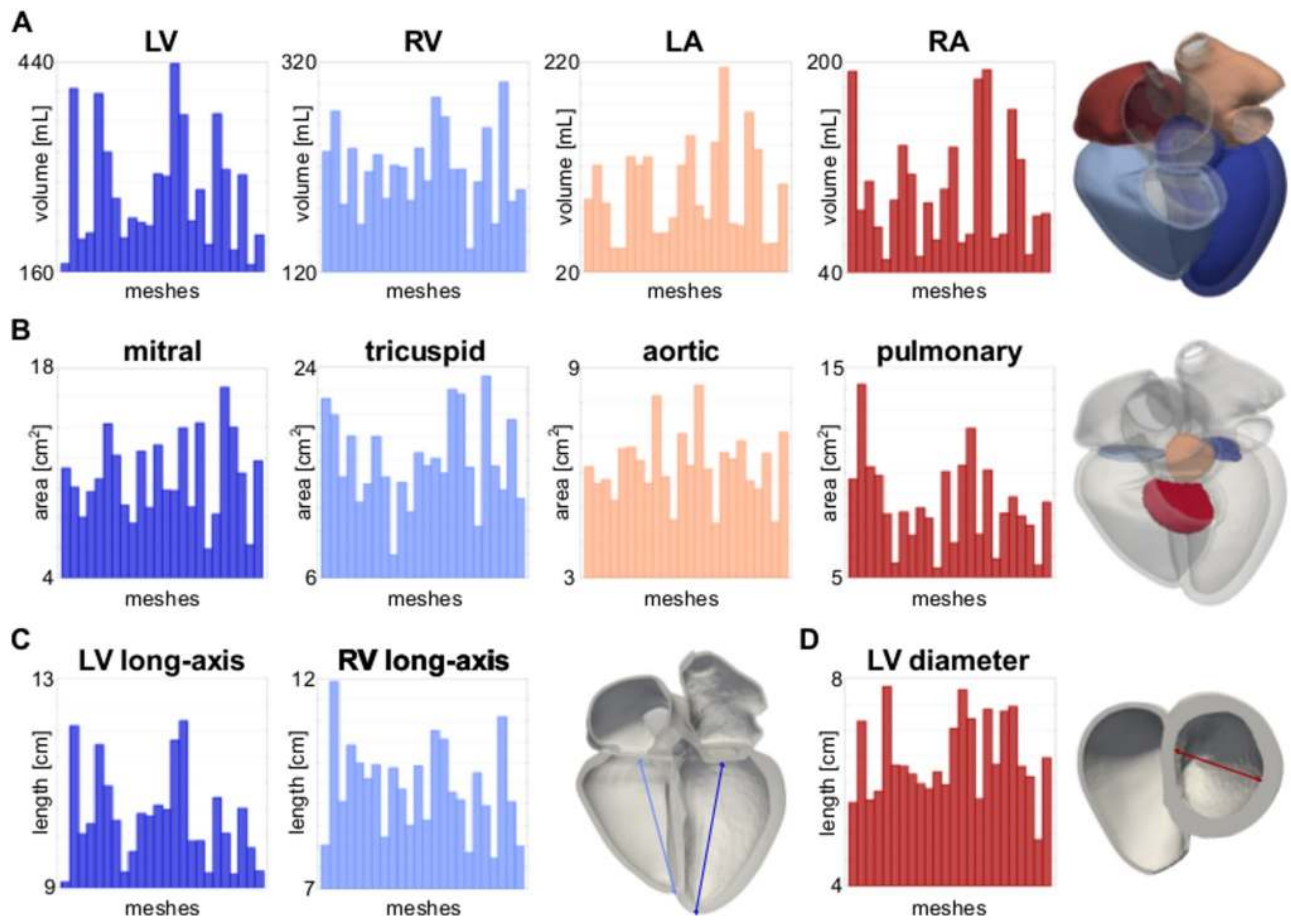 A
LV
RV
LA
RA
440
320
220
200
volume [mL]
volume [mL]
volume [mL]
volume [mL]
160
120
20
40
meshes
meshes
meshes
meshes
B
mitral
tricuspid
aortic
pulmonary
18
24
9
15
area [cm²]
area [cm²]
area [cm²]
area [cm²]
4
6
3
5
meshes
meshes
meshes
meshes
C
D
LV long-axis
RV long-axis
LV diameter
13
12
8
length [cm]
length [cm]
length [cm]
9
7
4
meshes
meshes
meshes